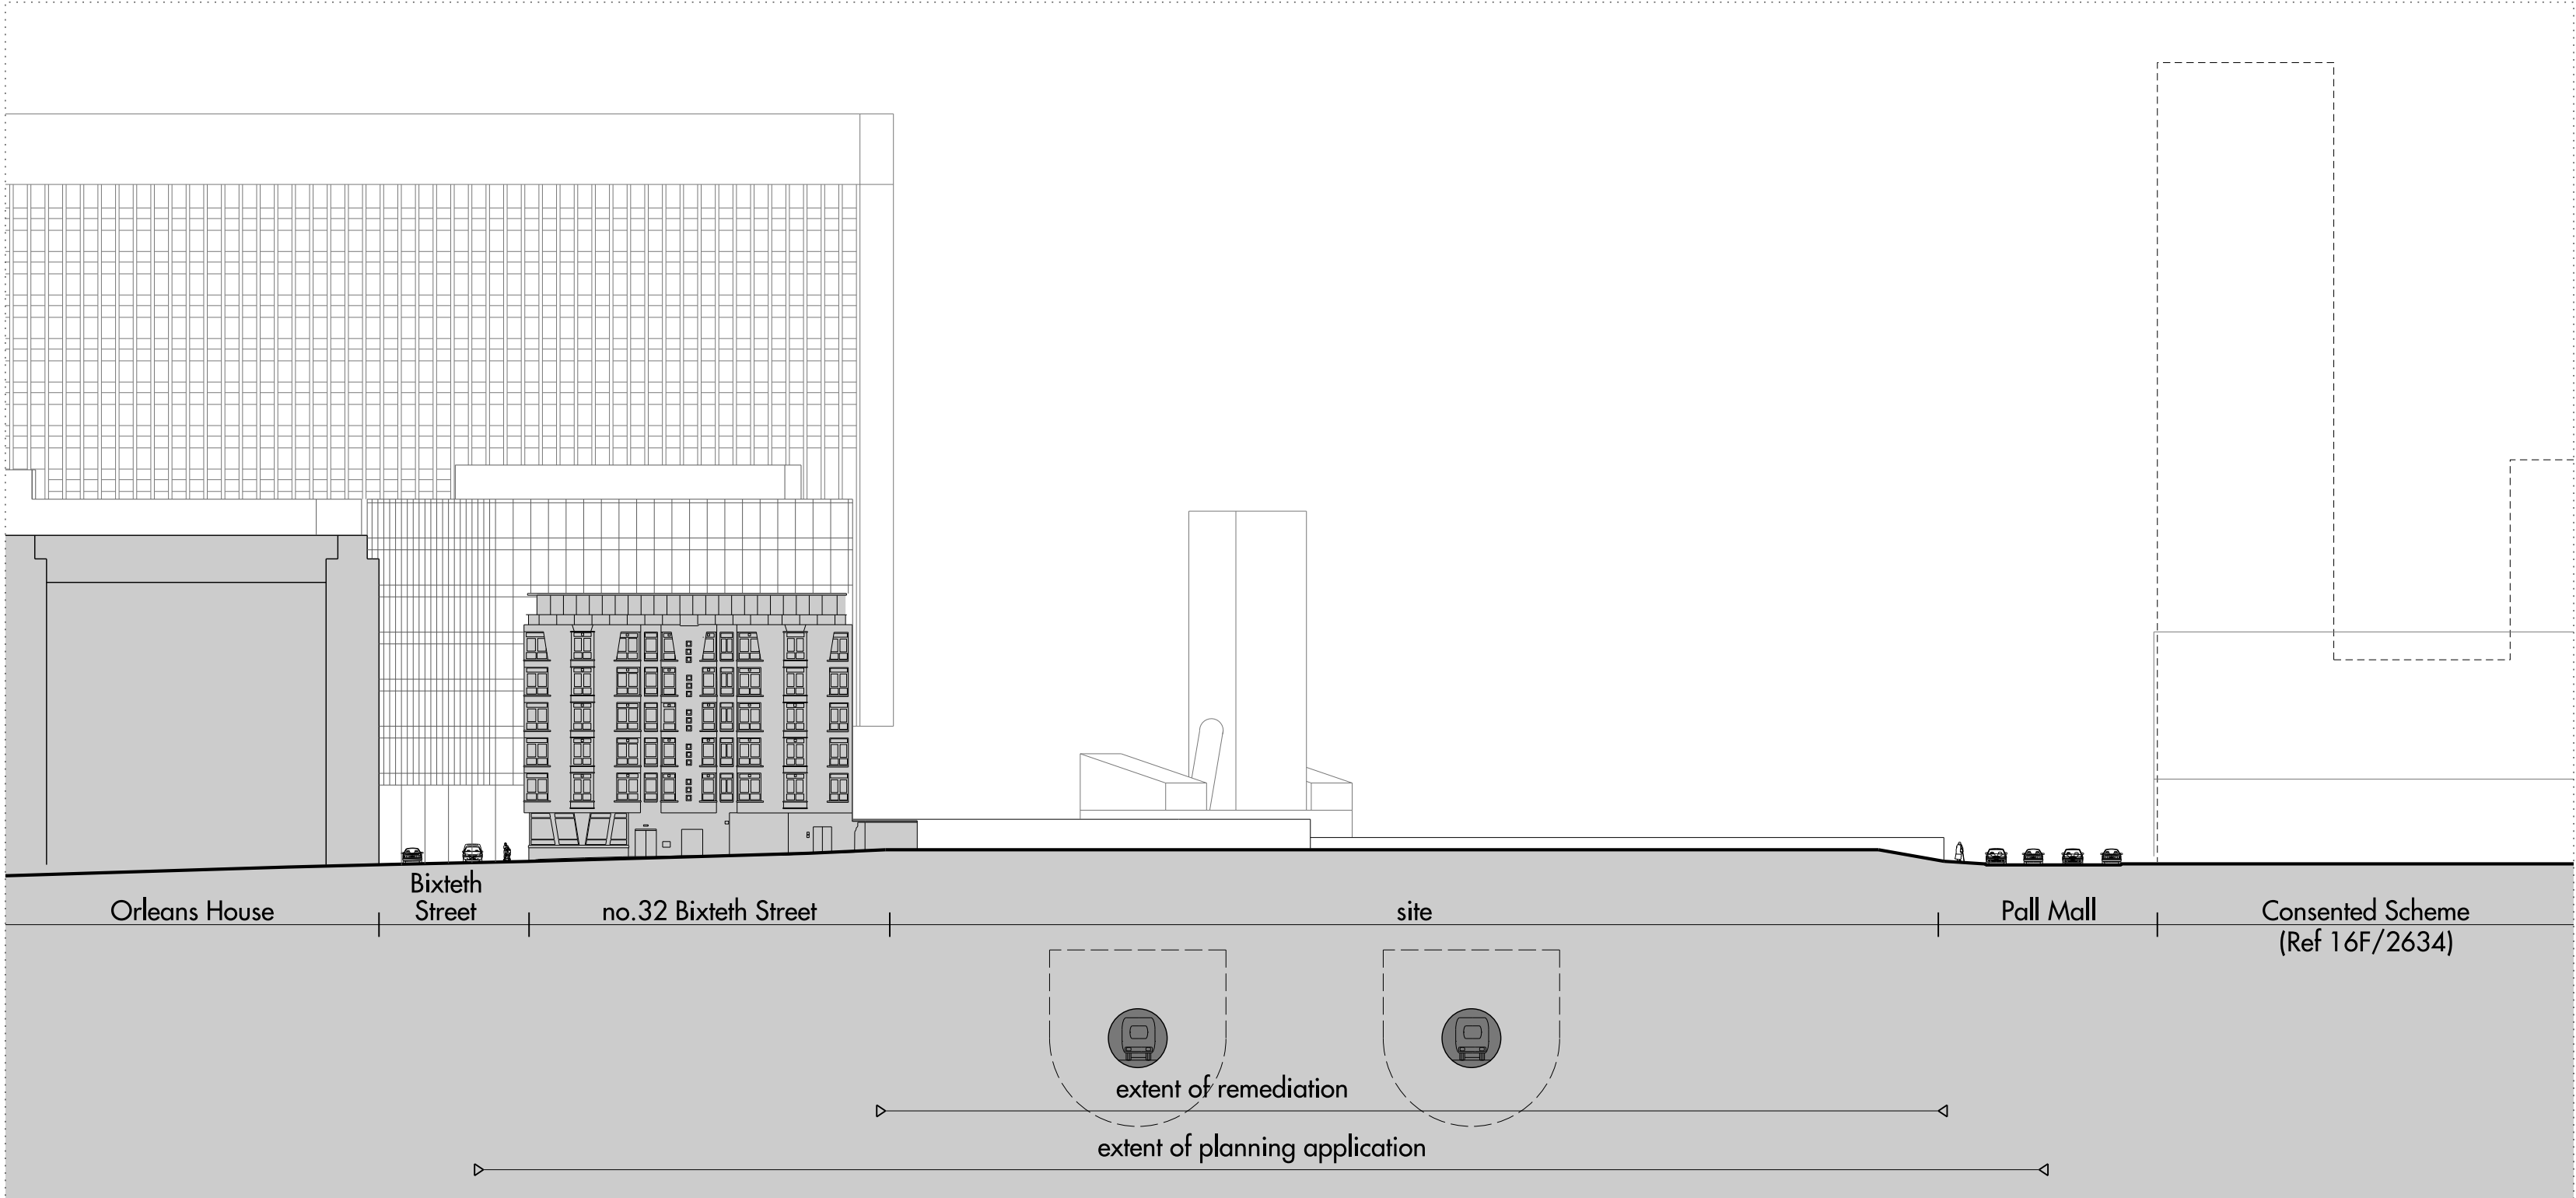 Orleans House
Bixteth
Street
no.32 Bixteth Street
site
Pall Mall
Consented Scheme
(Ref 16F/2634)
extent of remediation
extent of planning application